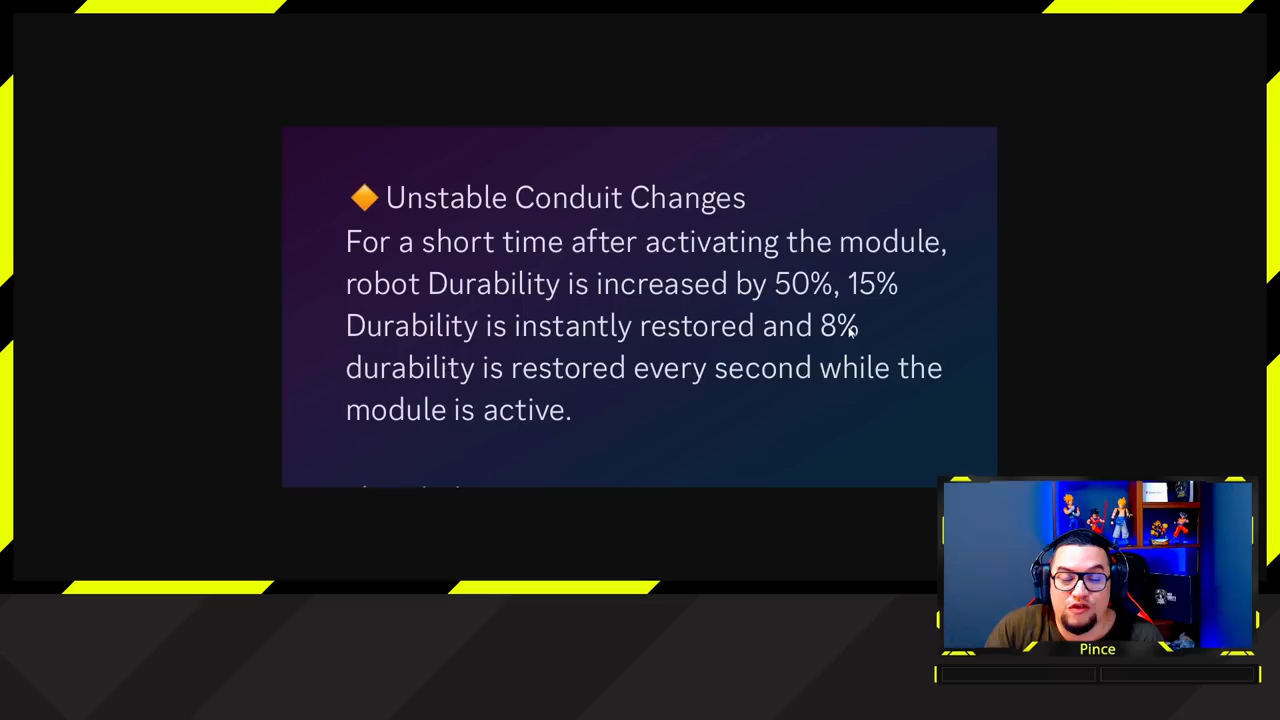 Unstable Conduit Changes
For a short time after activating the module,
robot Durability is increased by 50%, 15%
Durability is instantly restored and 8%
durability is restored every second while the
module is active.
Pince